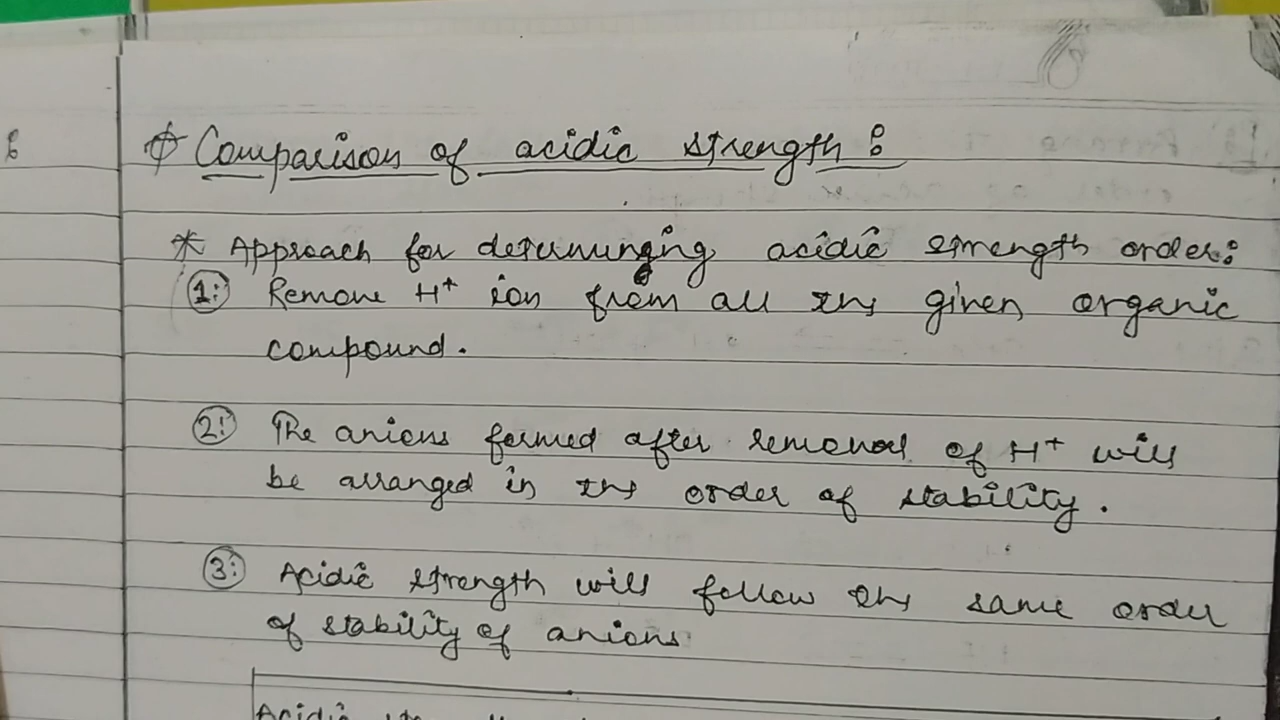 Comparison of acidic strength :
* Approach for determining acidic strength order :
1: Remove H⁺ ion from all the given organic
compound.
2: The anions formed after removal of H⁺ will
be arranged in the order of stability.
3: Acidic strength will follow the same order
of stability of anions
Acidic